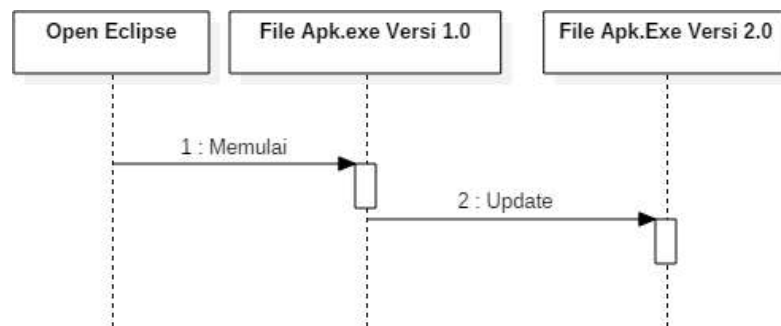 Open Eclipse
File Apk.exe Versi 1.0
File Apk.Exe Versi 2.0
1 : Memulai
2 : Update